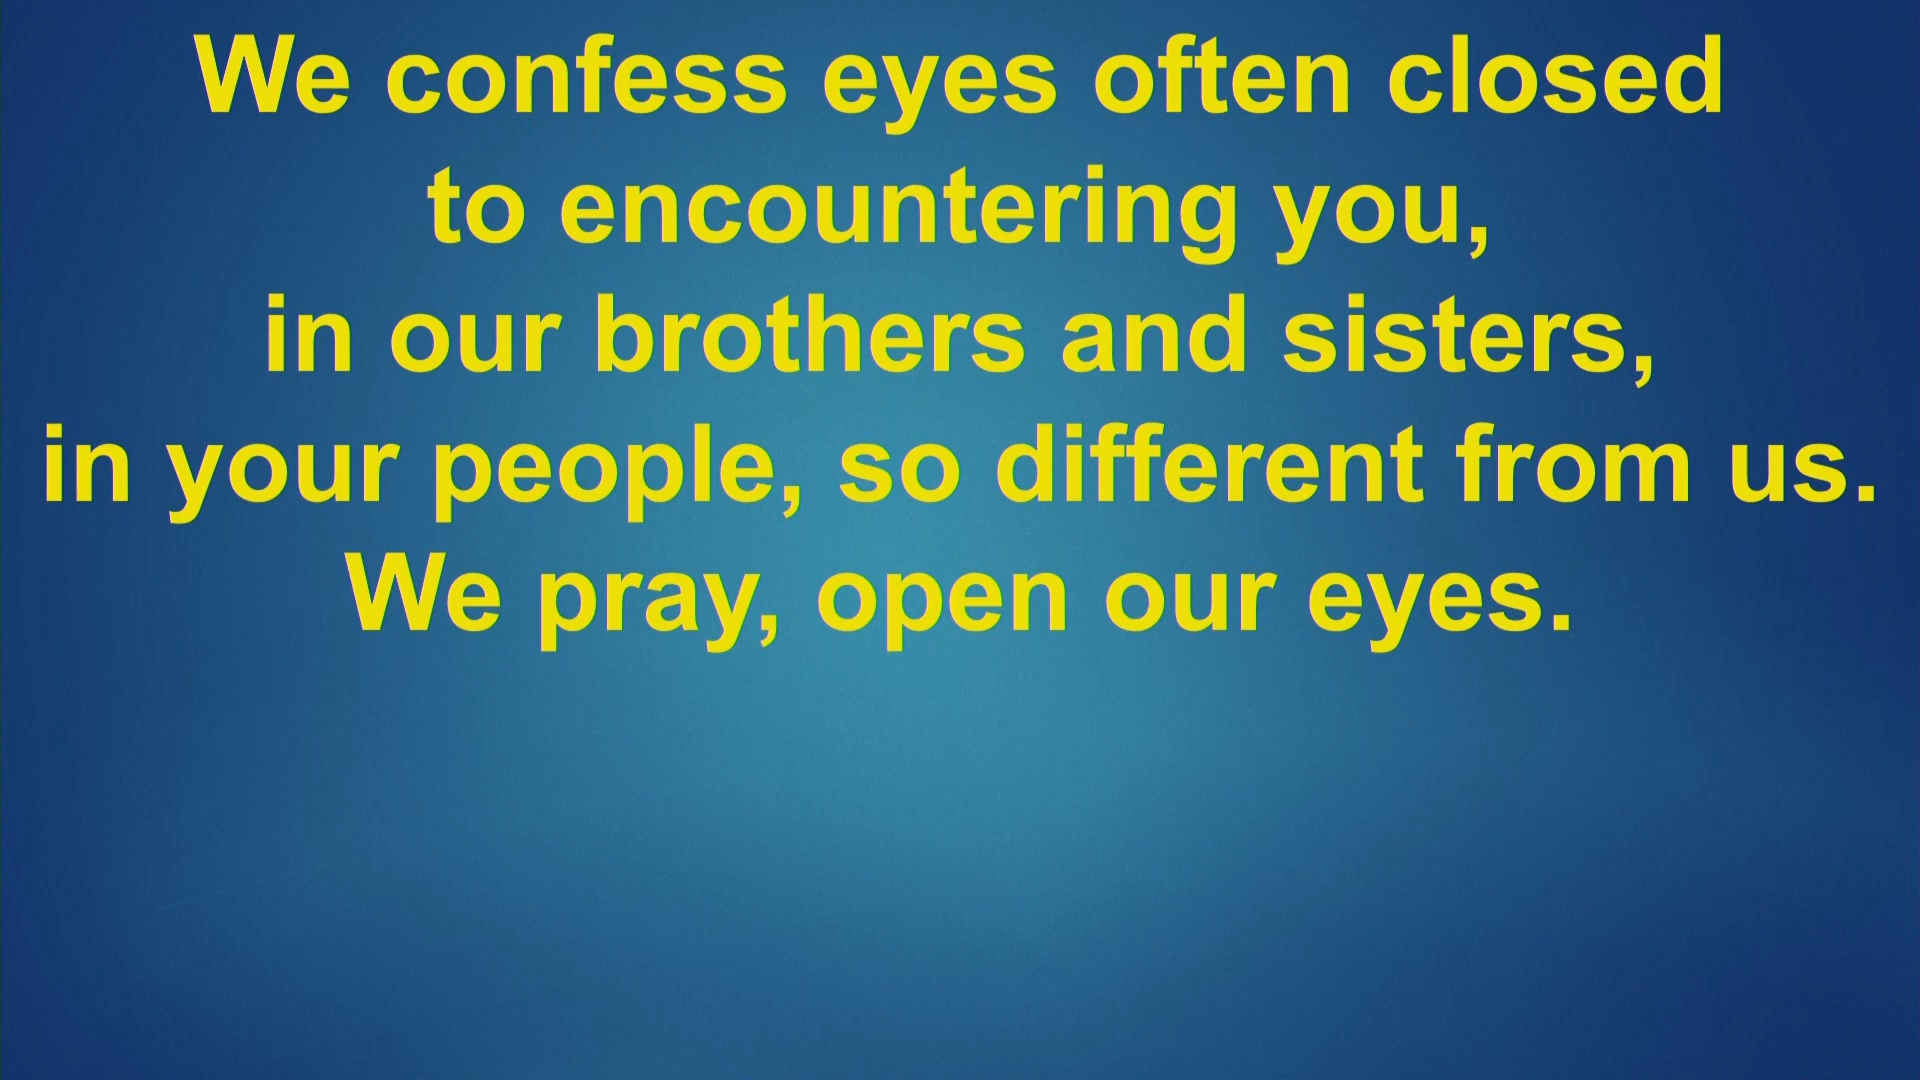 We confess eyes often closed
to encountering you,
in our brothers and sisters,
in your people, so different from us.
We pray, open our eyes.